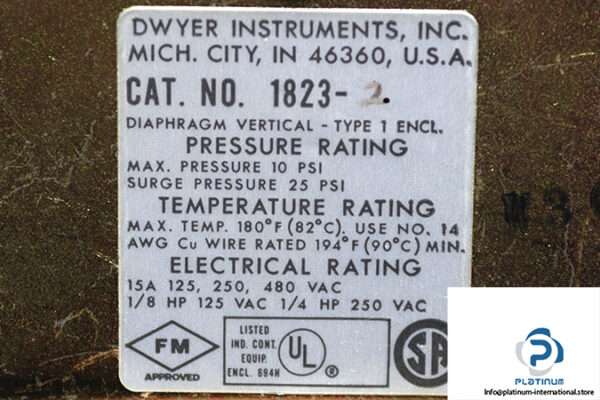 DWYER INSTRUMENTS, INC.
MICH. CITY, IN 46360, U.S.A.
CAT. NO. 1823-2
DIAPHRAGM VERTICAL - TYPE 1 ENCL.
PRESSURE RATING
MAX. PRESSURE 10 PSI
SURGE PRESSURE 25 PSI
TEMPERATURE RATING
MAX. TEMP. 180°F (82°C). USE NO. 14
AWG Cu WIRE RATED 194°F (90°C) MIN.
ELECTRICAL RATING
15A 125, 250, 480 VAC
1/8 HP 125 VAC 1/4 HP 250 VAC
FM
APPROVED
LISTED
IND. CONT.
EQUIP.
ENCL. 694H
UL ®
SA
PLATINUM
Info@platinum-international.store